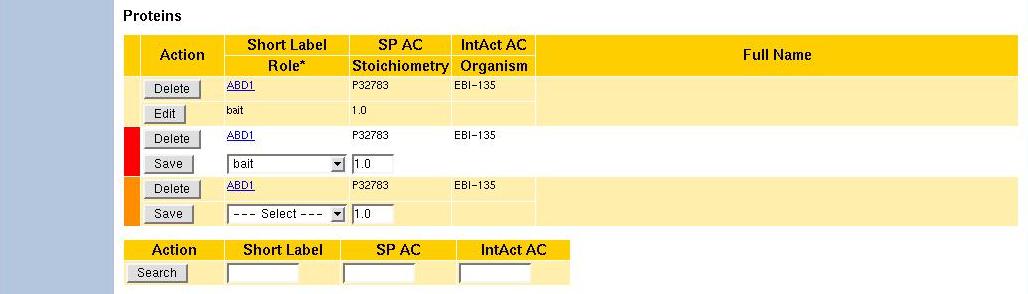 Proteins
Action Short Label SP AC IntAct AC Full Name
Role* Stoichiometry Organism
Delete ABD1 P32783 EBI-135
Edit bait 1.0
Delete ABD1 P32783 EBI-135
Save bait 1.0
Delete ABD1 P32783 EBI-135
Save --- Select --- 1.0
Action Short Label SP AC IntAct AC
Search